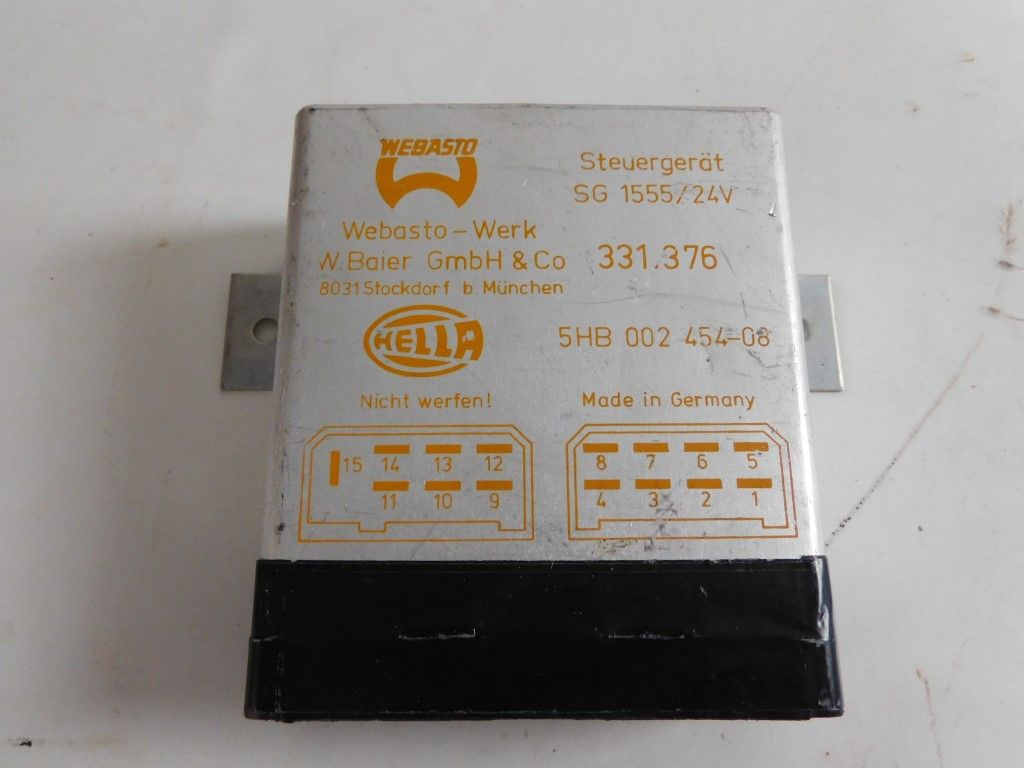 WEBASTO
Steuergerät
SG 1555/24V
Webasto-Werk
W. Baier GmbH & Co 331.376
8031 Stockdorf b. München
HELLA
5HB 002 454-08
Nicht werfen!
Made in Germany
15 14 13 12
11 10 9
8 7 6 5
4 3 2 1